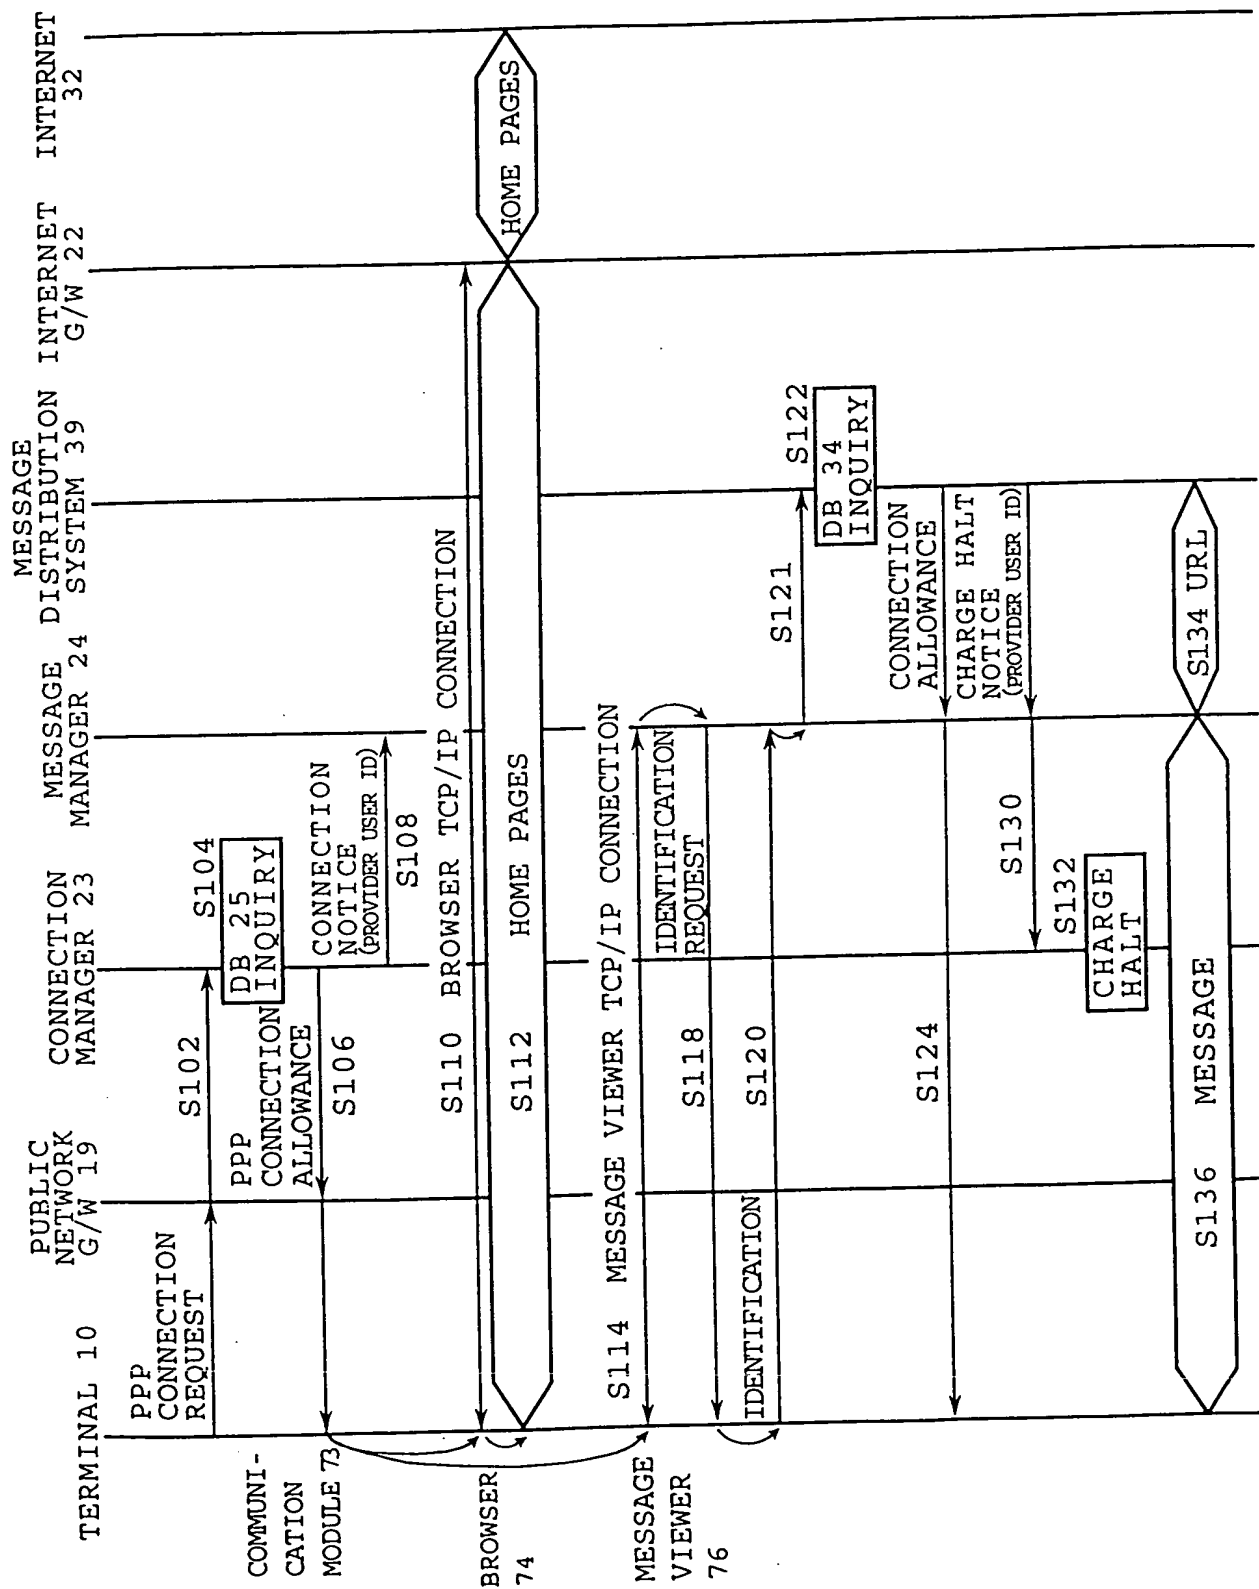 TERMINAL 10
PUBLIC
NETWORK
G/W 19
CONNECTION
MANAGER 23
MESSAGE
MANAGER 24
MESSAGE
DISTRIBUTION
SYSTEM 39
INTERNET
G/W 22
INTERNET
32
PPP
CONNECTION
REQUEST
S102
S104
DB 25
INQUIRY
COMMUNI-
CATION
MODULE 73
PPP
CONNECTION
ALLOWANCE
S106
CONNECTION
NOTICE
(PROVIDER USER ID)
S108
BROWSER
74
S110 BROWSER TCP/IP CONNECTION
S112 HOME PAGES
HOME PAGES
MESSAGE
VIEWER
76
S114 MESSAGE VIEWER TCP/IP CONNECTION
IDENTIFICATION
REQUEST
S118
IDENTIFICATION
S120
S121
S122
DB 34
INQUIRY
CONNECTION
ALLOWANCE
S124
CHARGE HALT
NOTICE
(PROVIDER USER ID)
S130
S132
CHARGE
HALT
S134 URL
S136 MESSAGE